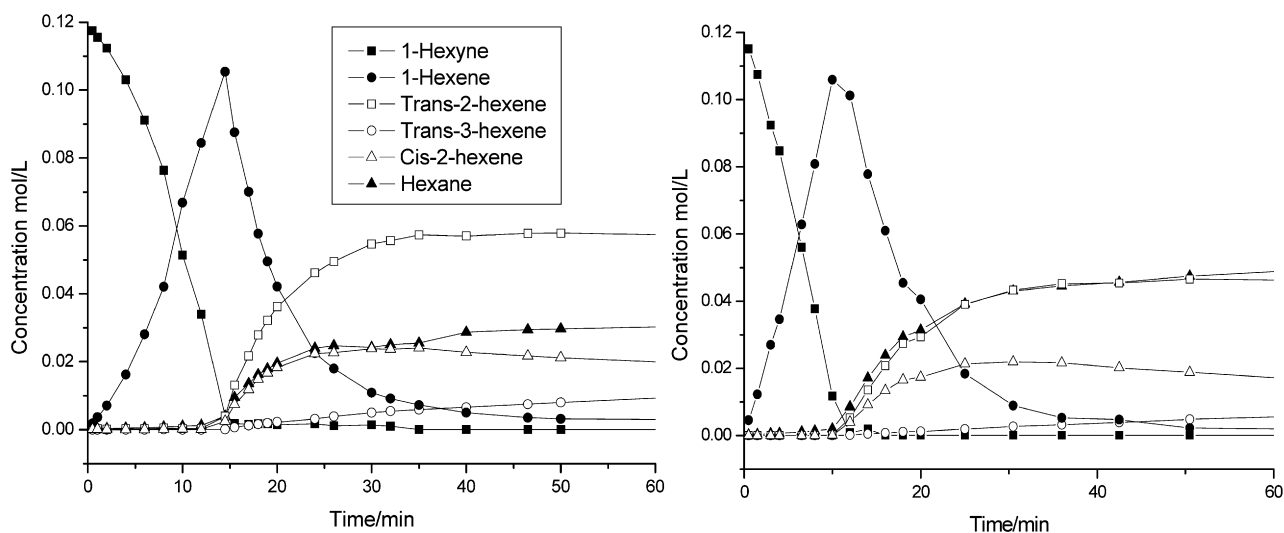 0.12
0.10
0.08
0.06
0.04
0.02
0.00
Concentration mol/L
0 10 20 30 40 50 60
Time/min
1-Hexyne
1-Hexene
Trans-2-hexene
Trans-3-hexene
Cis-2-hexene
Hexane
0.12
0.10
0.08
0.06
0.04
0.02
0.00
Concentration mol/L
0 20 40 60
Time/min